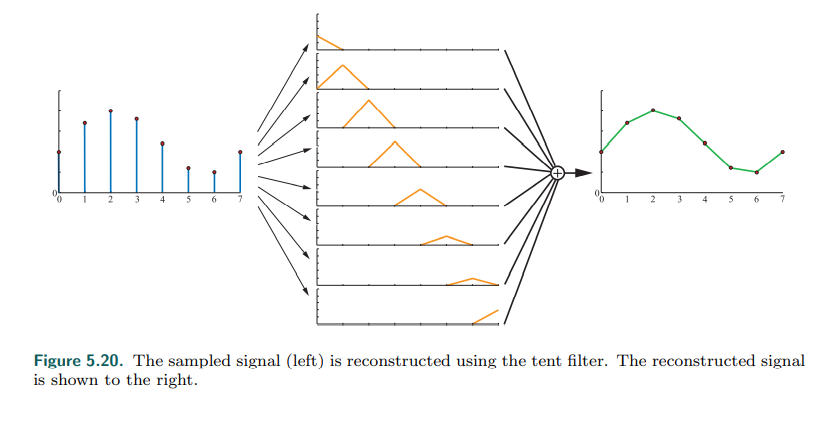 0
0 1 2 3 4 5 6 7
0
0 1 2 3 4 5 6 7
Figure 5.20. The sampled signal (left) is reconstructed using the tent filter. The reconstructed signal
is shown to the right.